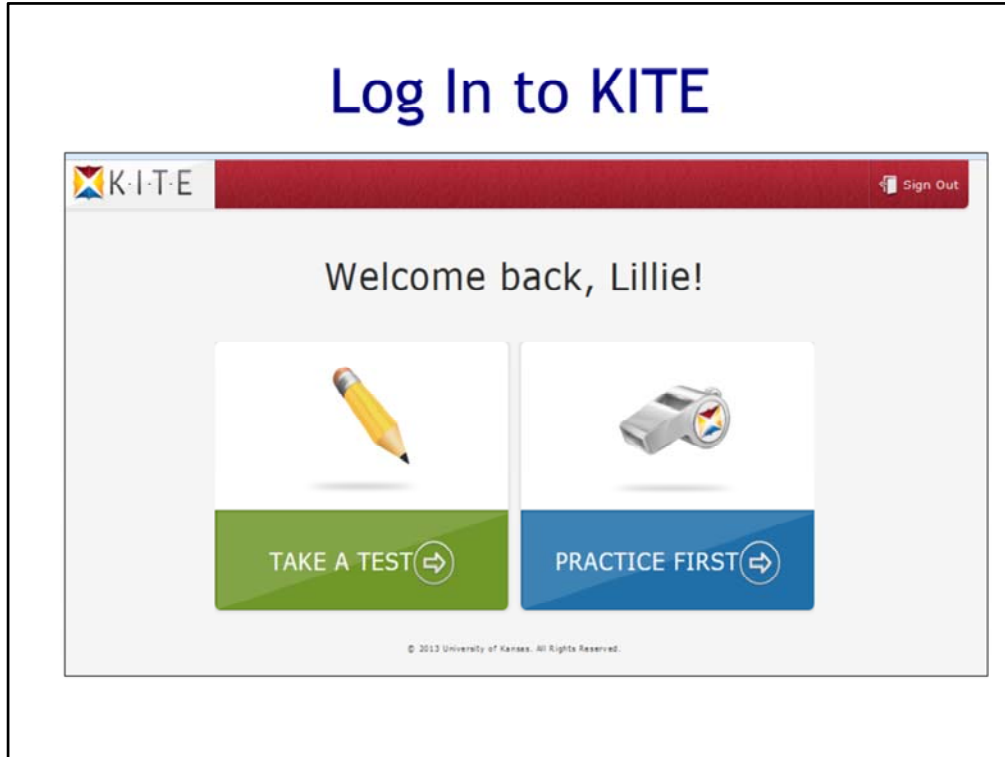 Log In to KITE
K·I·T·E
Sign Out
Welcome back, Lillie!
TAKE A TEST
PRACTICE FIRST
© 2013 University of Kansas. All Rights Reserved.